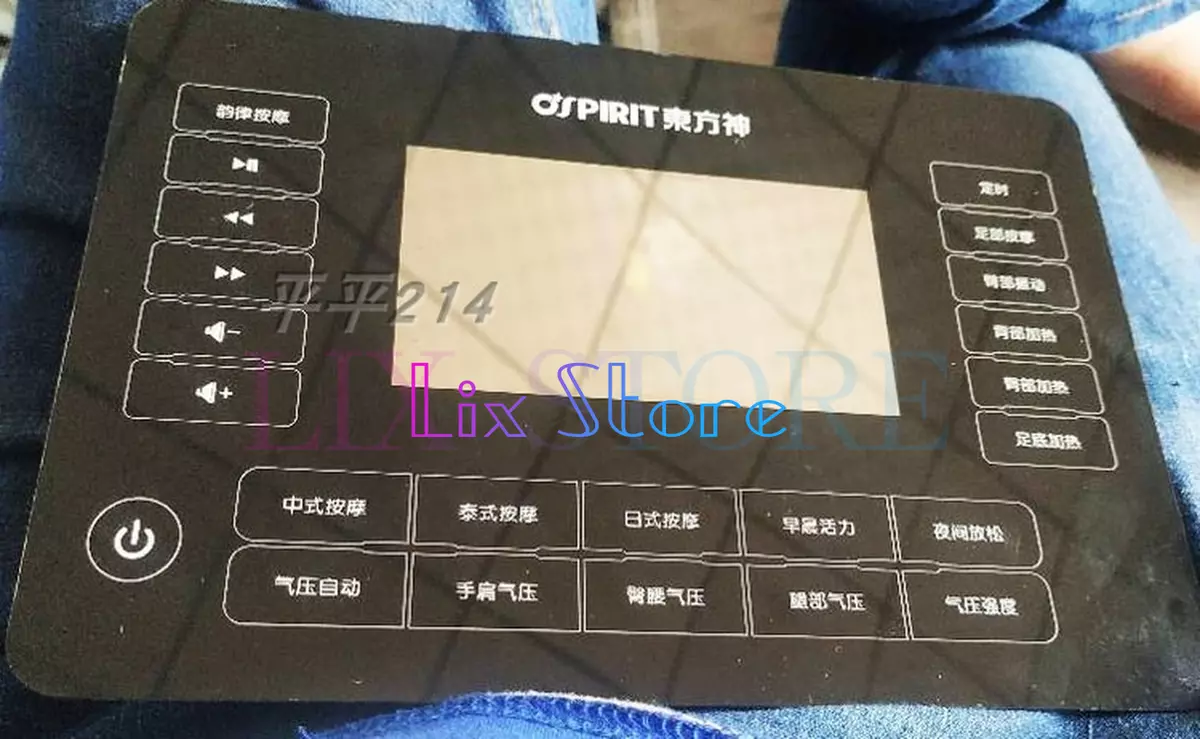 O'SPIRIT東方神
韵律按摩
定时
足部按摩
臀部振动
背部加热
臀部加热
足底加热
平平214
LIX STORE
Lix Store
中式按摩
泰式按摩
日式按摩
早晨活力
夜间放松
气压自动
手肩气压
臀腰气压
腿部气压
气压强度